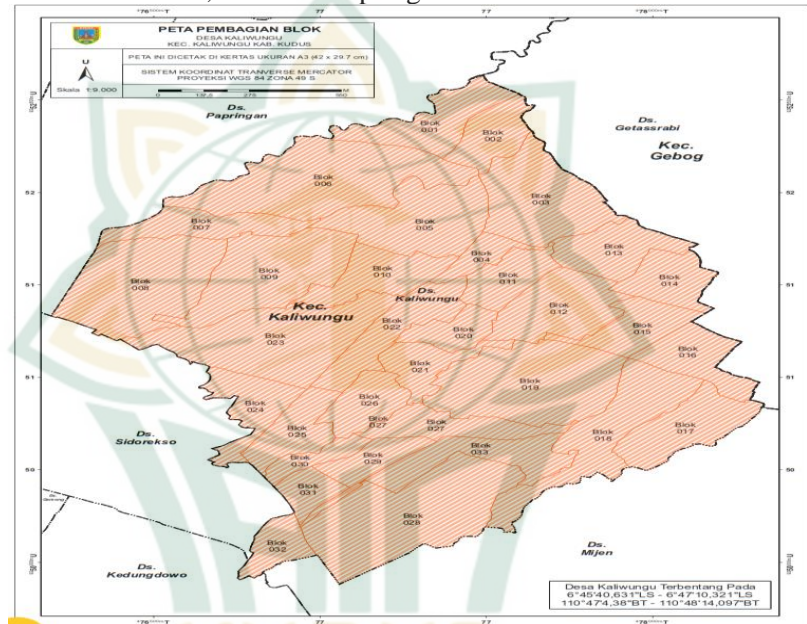 PETA PEMBAGIAN BLOK
DESA KALIWUNGU
KEC. KALIWUNGU KAB. KUDUS
PETA INI DICETAK DI KERTAS UKURAN A3 (42 x 29.7 cm)
SISTEM KOORDINAT TRANVERSE MERCATOR
PROYEKSI WGS 84 ZONA 49 S
U
Skala 1:9.000
Ds.
Papringan
Ds.
Getassrabi
Kec.
Gebog
Blok
001
Blok
002
Blok
006
Blok
003
Blok
007
Blok
005
Blok
013
Blok
004
Blok
008
Blok
009
Blok
010
Blok
011
Blok
014
Ds.
Kaliwungu
Kec.
Kaliwungu
Blok
012
Blok
022
Blok
020
Blok
015
Blok
023
Blok
016
Blok
021
Blok
019
Blok
024
Blok
026
Blok
027
Blok
027
Blok
025
Blok
018
Blok
017
Ds.
Sidorekso
Blok
030
Blok
029
Blok
033
Blok
031
Blok
028
Blok
032
Ds.
Kedungdowo
Ds.
Mijen
Desa Kaliwungu Terbentang Pada
6°45'40,631"LS - 6°47'10,321"LS
110°47'4,38"BT - 110°48'14,097"BT